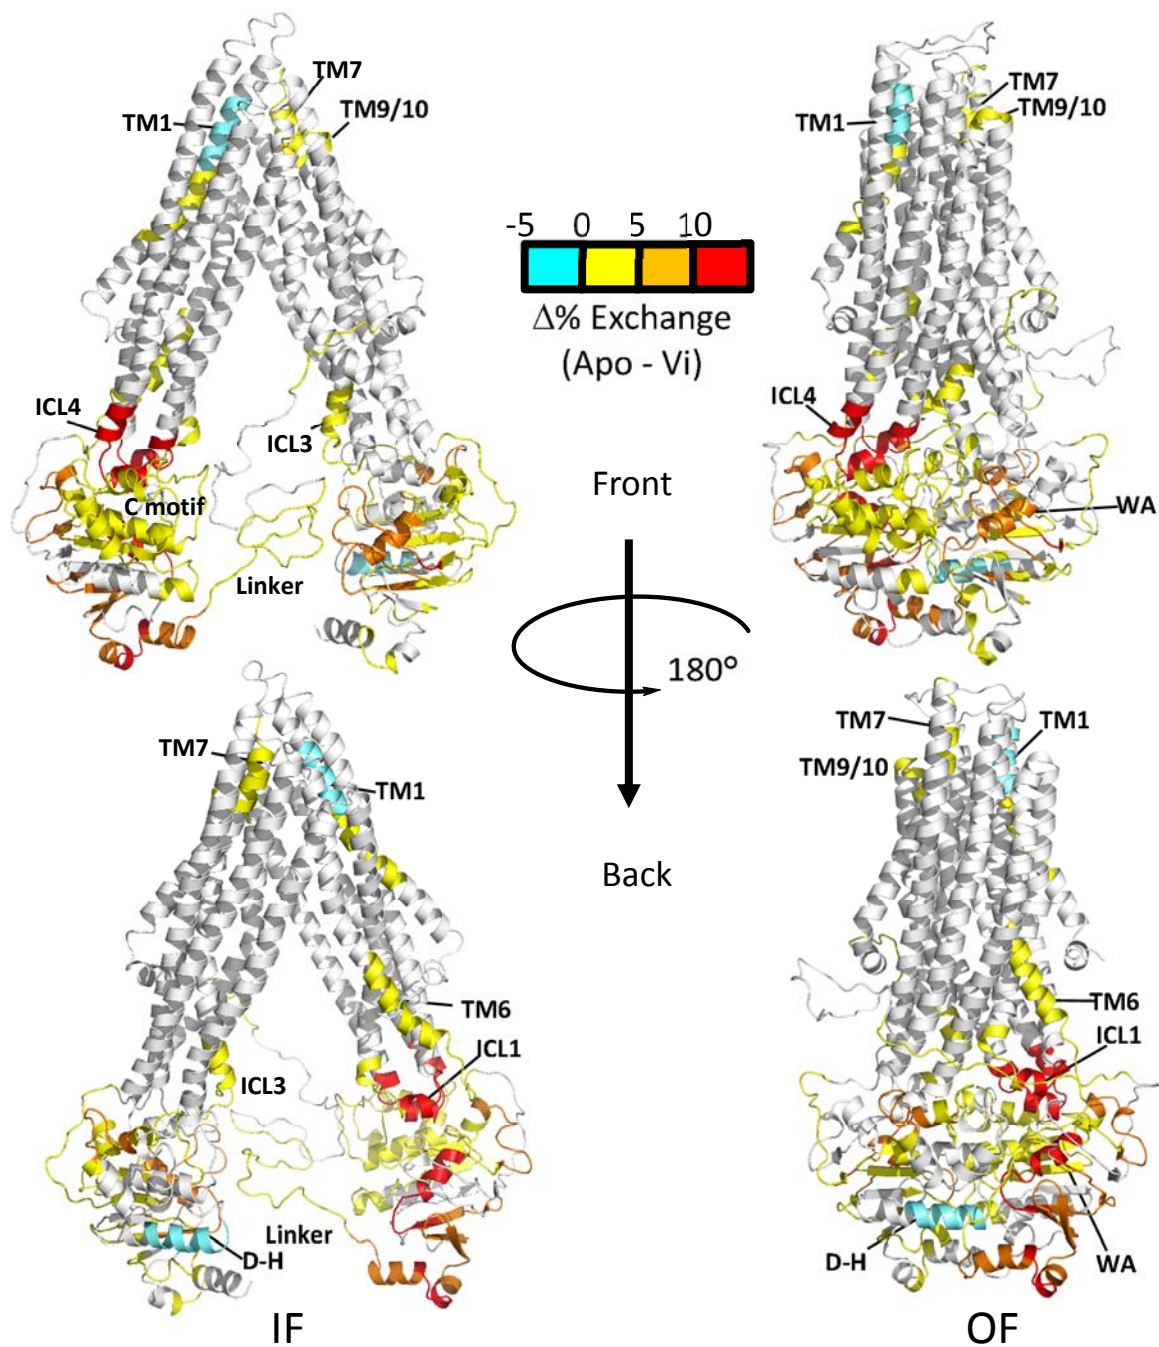 TM7
TM9/10
TM1
ICL4
ICL3
C motif
Linker
-5 0 5 10
Δ% Exchange
(Apo - Vi)
TM7
TM9/10
TM1
ICL4
WA
Front
180°
Back
TM7
TM1
TM6
ICL1
ICL3
Linker
D-H
IF
TM7
TM1
TM9/10
TM6
ICL1
D-H
WA
OF